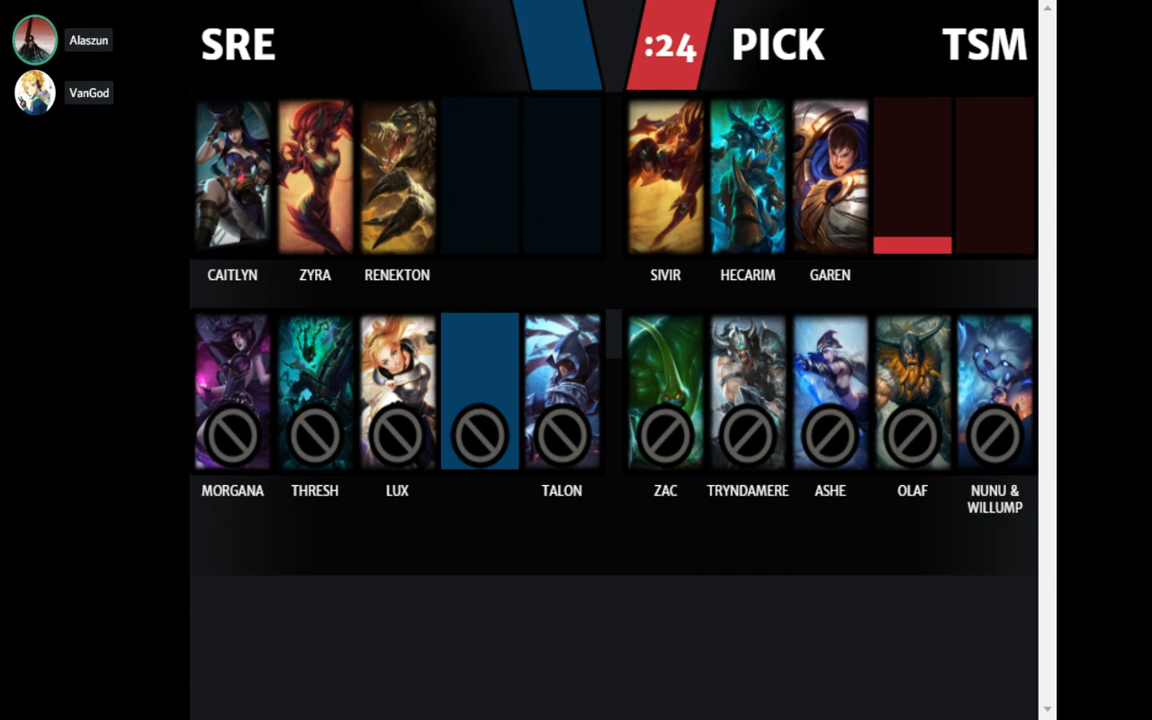 Alaszun
VanGod
SRE
:24
PICK
TSM
CAITLYN
ZYRA
RENEKTON
SIVIR
HECARIM
GAREN
MORGANA
THRESH
LUX
TALON
ZAC
TRYNDAMERE
ASHE
OLAF
NUNU &
WILLUMP